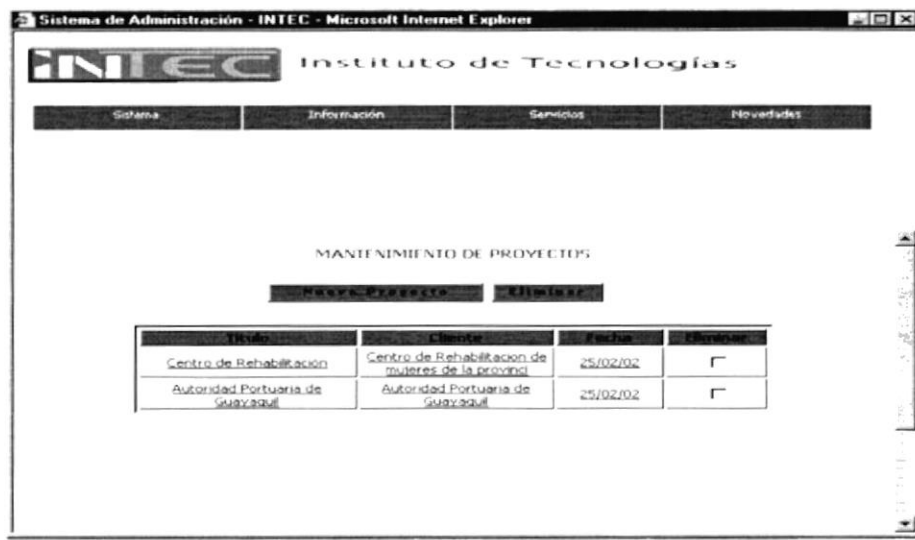 Sistema de Administración - INTEC - Microsoft Internet Explorer
INTEC Instituto de Tecnologías
Sistema Información Servicios Novedades
MANTENIMIENTO DE PROYECTOS
Nuevo Proyecto Eliminar
Titulo Cliente Fecha Eliminar
Centro de Rehabilitacion Centro de Rehabilitacion de 25/02/02
mujeres de la provinci
Autoridad Portuaria de Autoridad Portuaria de 25/02/02
Guayaquil Guayaquil